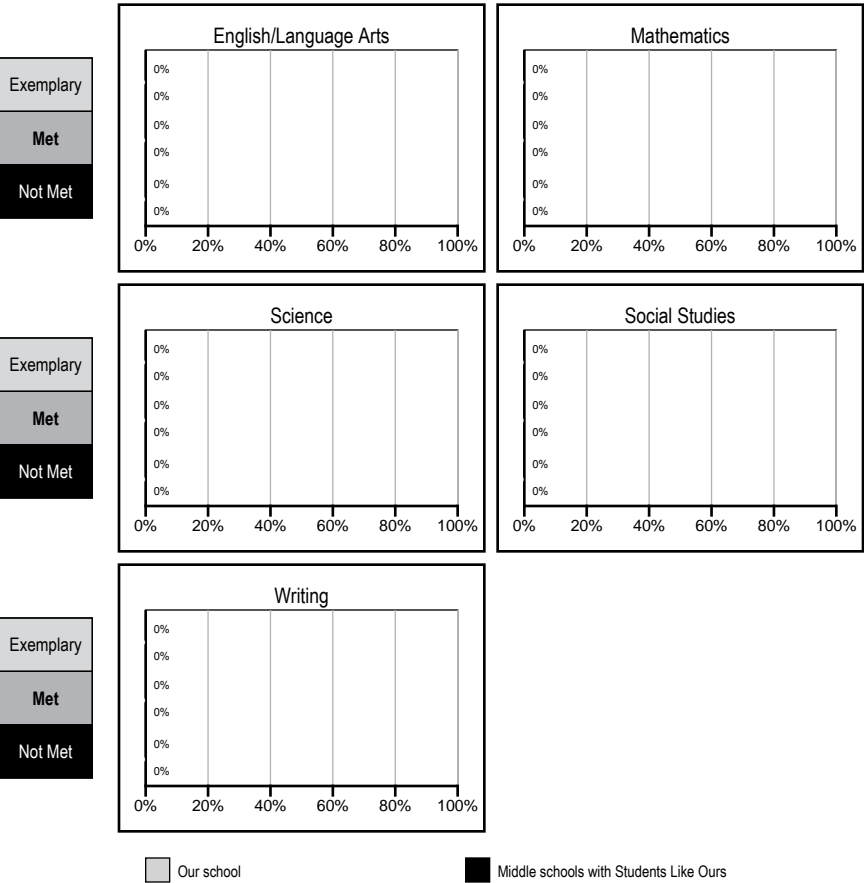 English/Language Arts
Exemplary
Met
Not Met
0%
0%
0%
0%
0%
0%
0% 20% 40% 60% 80% 100%
Mathematics
0%
0%
0%
0%
0%
0%
0% 20% 40% 60% 80% 100%
Science
Exemplary
Met
Not Met
0%
0%
0%
0%
0%
0%
0% 20% 40% 60% 80% 100%
Social Studies
0%
0%
0%
0%
0%
0%
0% 20% 40% 60% 80% 100%
Writing
Exemplary
Met
Not Met
0%
0%
0%
0%
0%
0%
0% 20% 40% 60% 80% 100%
Our school
Middle schools with Students Like Ours